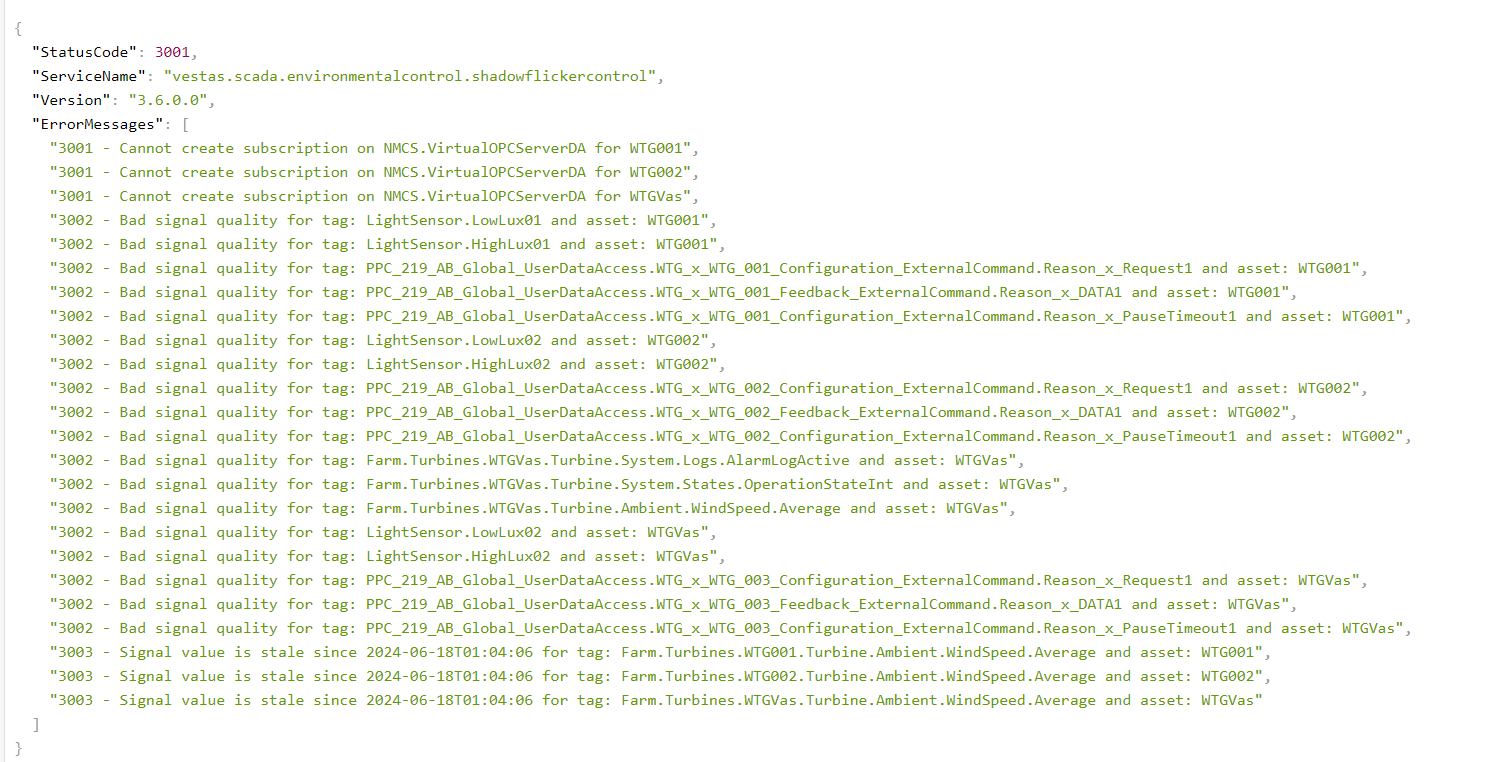 {
"StatusCode": 3001,
"ServiceName": "vestas.scada.environmentalcontrol.shadowflickercontrol",
"Version": "3.6.0.0",
"ErrorMessages": [
"3001 - Cannot create subscription on NMCS.VirtualOPCServerDA for WTG001",
"3001 - Cannot create subscription on NMCS.VirtualOPCServerDA for WTG002",
"3001 - Cannot create subscription on NMCS.VirtualOPCServerDA for WTGVas",
"3002 - Bad signal quality for tag: LightSensor.LowLux01 and asset: WTG001",
"3002 - Bad signal quality for tag: LightSensor.HighLux01 and asset: WTG001",
"3002 - Bad signal quality for tag: PPC_219_AB_Global_UserDataAccess.WTG_x_WTG_001_Configuration_ExternalCommand.Reason_x_Request1 and asset: WTG001",
"3002 - Bad signal quality for tag: PPC_219_AB_Global_UserDataAccess.WTG_x_WTG_001_Feedback_ExternalCommand.Reason_x_DATA1 and asset: WTG001",
"3002 - Bad signal quality for tag: PPC_219_AB_Global_UserDataAccess.WTG_x_WTG_001_Configuration_ExternalCommand.Reason_x_PauseTimeout1 and asset: WTG001",
"3002 - Bad signal quality for tag: LightSensor.LowLux02 and asset: WTG002",
"3002 - Bad signal quality for tag: LightSensor.HighLux02 and asset: WTG002",
"3002 - Bad signal quality for tag: PPC_219_AB_Global_UserDataAccess.WTG_x_WTG_002_Configuration_ExternalCommand.Reason_x_Request1 and asset: WTG002",
"3002 - Bad signal quality for tag: PPC_219_AB_Global_UserDataAccess.WTG_x_WTG_002_Feedback_ExternalCommand.Reason_x_DATA1 and asset: WTG002",
"3002 - Bad signal quality for tag: PPC_219_AB_Global_UserDataAccess.WTG_x_WTG_002_Configuration_ExternalCommand.Reason_x_PauseTimeout1 and asset: WTG002",
"3002 - Bad signal quality for tag: Farm.Turbines.WTGVas.Turbine.System.Logs.AlarmLogActive and asset: WTGVas",
"3002 - Bad signal quality for tag: Farm.Turbines.WTGVas.Turbine.System.States.OperationStateInt and asset: WTGVas",
"3002 - Bad signal quality for tag: Farm.Turbines.WTGVas.Turbine.Ambient.WindSpeed.Average and asset: WTGVas",
"3002 - Bad signal quality for tag: LightSensor.LowLux02 and asset: WTGVas",
"3002 - Bad signal quality for tag: LightSensor.HighLux02 and asset: WTGVas",
"3002 - Bad signal quality for tag: PPC_219_AB_Global_UserDataAccess.WTG_x_WTG_003_Configuration_ExternalCommand.Reason_x_Request1 and asset: WTGVas",
"3002 - Bad signal quality for tag: PPC_219_AB_Global_UserDataAccess.WTG_x_WTG_003_Feedback_ExternalCommand.Reason_x_DATA1 and asset: WTGVas",
"3002 - Bad signal quality for tag: PPC_219_AB_Global_UserDataAccess.WTG_x_WTG_003_Configuration_ExternalCommand.Reason_x_PauseTimeout1 and asset: WTGVas",
"3003 - Signal value is stale since 2024-06-18T01:04:06 for tag: Farm.Turbines.WTG001.Turbine.Ambient.WindSpeed.Average and asset: WTG001",
"3003 - Signal value is stale since 2024-06-18T01:04:06 for tag: Farm.Turbines.WTG002.Turbine.Ambient.WindSpeed.Average and asset: WTG002",
"3003 - Signal value is stale since 2024-06-18T01:04:06 for tag: Farm.Turbines.WTGVas.Turbine.Ambient.WindSpeed.Average and asset: WTGVas"
]
}